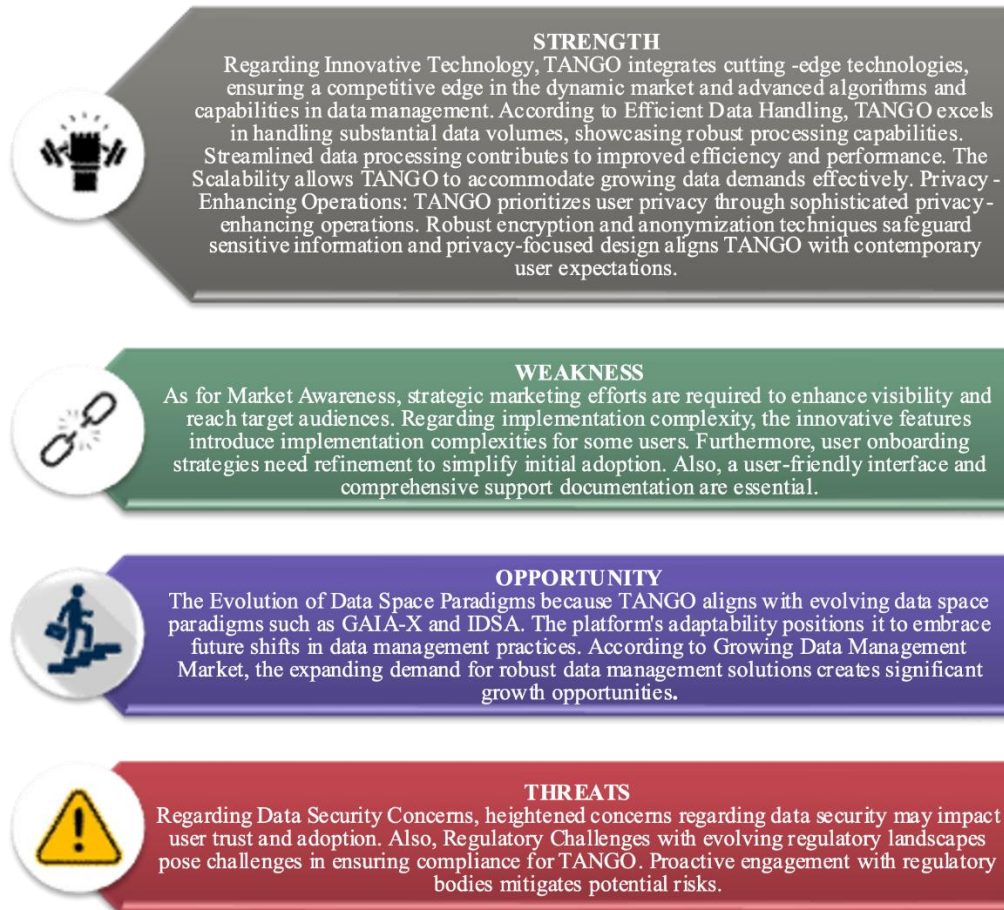 STRENGTH
Regarding Innovative Technology, TANGO integrates cutting -edge technologies,
ensuring a competitive edge in the dynamic market and advanced algorithms and
capabilities in data management. According to Efficient Data Handling, TANGO excels
in handling substantial data volumes, showcasing robust processing capabilities.
Streamlined data processing contributes to improved efficiency and performance. The
Scalability allows TANGO to accommodate growing data demands effectively. Privacy -
Enhancing Operations: TANGO prioritizes user privacy through sophisticated privacy-
enhancing operations. Robust encryption and anonymization techniques safeguard
sensitive information and privacy-focused design aligns TANGO with contemporary
user expectations.
WEAKNESS
As for Market Awareness, strategic marketing efforts are required to enhance visibility and
reach target audiences. Regarding implementation complexity, the innovative features
introduce implementation complexities for some users. Furthermore, user onboarding
strategies need refinement to simplify initial adoption. Also, a user-friendly interface and
comprehensive support documentation are essential.
OPPORTUNITY
The Evolution of Data Space Paradigms because TANGO aligns with evolving data space
paradigms such as GAIA-X and IDSA. The platform's adaptability positions it to embrace
future shifts in data management practices. According to Growing Data Management
Market, the expanding demand for robust data management solutions creates significant
growth opportunities.
THREATS
Regarding Data Security Concerns, heightened concerns regarding data security may impact
user trust and adoption. Also, Regulatory Challenges with evolving regulatory landscapes
pose challenges in ensuring compliance for TANGO. Proactive engagement with regulatory
bodies mitigates potential risks.